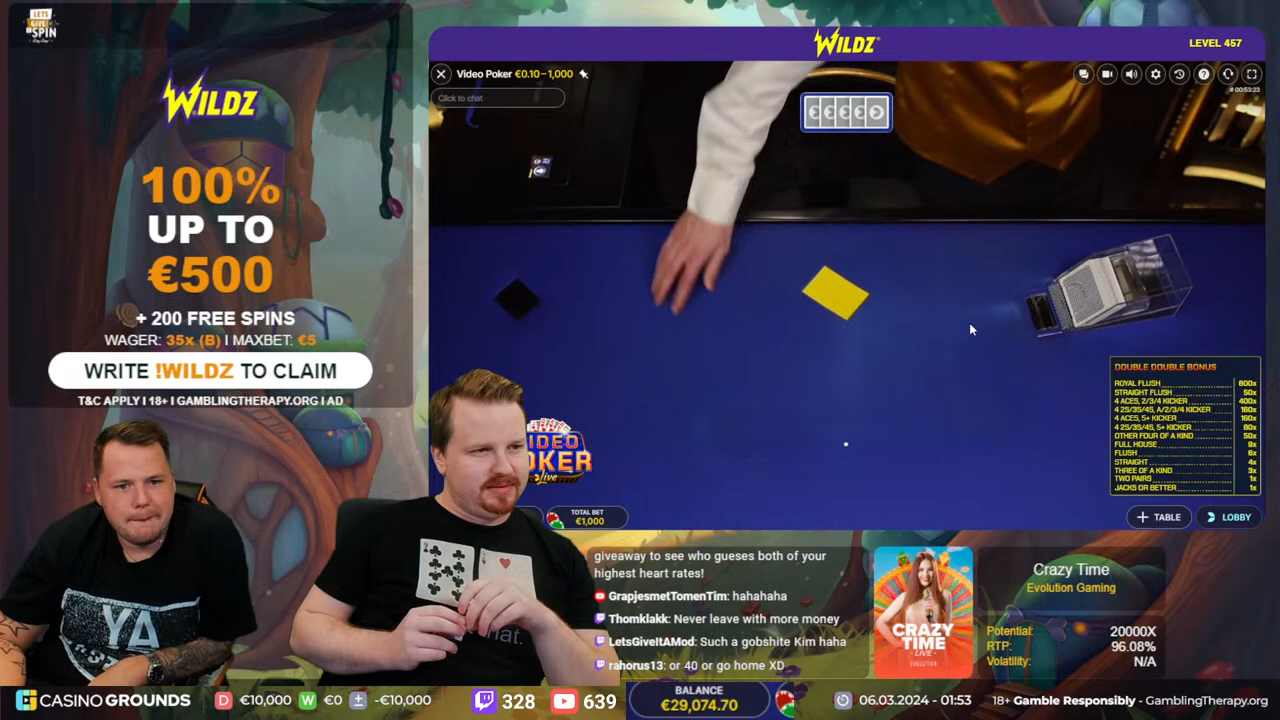 LETS
GIVE IT
A SPIN
WILDZ
100%
UP TO
€500
+ 200 FREE SPINS
WAGER: 35x (B) I MAXBET: €5
WRITE !WILDZ TO CLAIM
T&C APPLY I 18+ I GAMBLINGTHERAPY.ORG I AD
WILDZ
LEVEL 457
Video Poker €0.10–1,000
Click to chat
# 00:53:23
DOUBLE DOUBLE BONUS
ROYAL FLUSH 800x
STRAIGHT FLUSH 50x
4 ACES, 2/3/4 KICKER 400x
4 2S/3S/4S, A/2/3/4 KICKER 160x
4 ACES, 5+ KICKER 160x
4 2S/3S/4S, 5+ KICKER 80x
OTHER FOUR OF A KIND 50x
FULL HOUSE 9x
FLUSH 6x
STRAIGHT 4x
THREE OF A KIND 3x
TWO PAIRS 1x
JACKS OR BETTER 1x
VIDEO
POKER
Live
TOTAL BET
€1,000
+ TABLE
LOBBY
YA
hat.
giveaway to see who gueses both of your
highest heart rates!
GrapjesmetTomenTim: hahahaha
Thomklakk: Never leave with more money
LetsGiveItAMod: Such a gobshite Kim haha
rahorus13: or 40 or go home XD
CRAZY
TIME
LIVE
EVOLUTION
Crazy Time
Evolution Gaming
Potential: 20000X
RTP: 96.08%
Volatility: N/A
CASINOGROUNDS
D €10,000 W €0 ± -€10,000
328
639
BALANCE
€29,074.70
06.03.2024 - 01:53
18+ Gamble Responsibly - GamblingTherapy.org